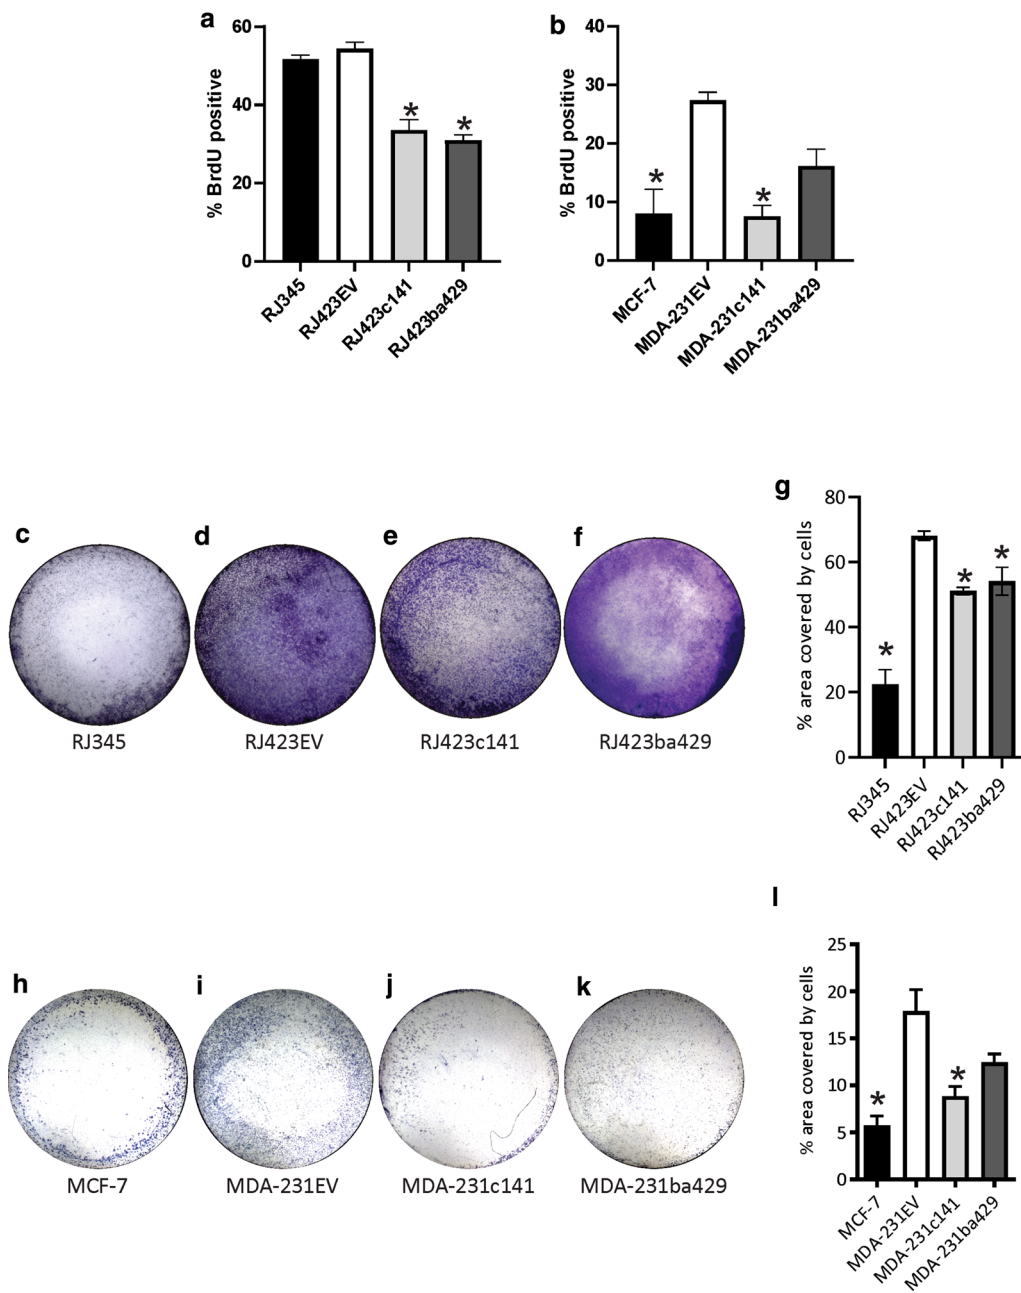 a
% BrdU positive
60
40
20
0
*
*
RJ345
RJ423EV
RJ423c141
RJ423ba429
b
% BrdU positive
40
30
20
10
0
*
*
MCF-7
MDA-231EV
MDA-231c141
MDA-231ba429
c
d
e
f
RJ345
RJ423EV
RJ423c141
RJ423ba429
g
% area covered by cells
80
60
40
20
0
*
*
*
RJ345
RJ423EV
RJ423c141
RJ423ba429
h
i
j
k
MCF-7
MDA-231EV
MDA-231c141
MDA-231ba429
l
% area covered by cells
25
20
15
10
5
0
*
*
MCF-7
MDA-231EV
MDA-231c141
MDA-231ba429